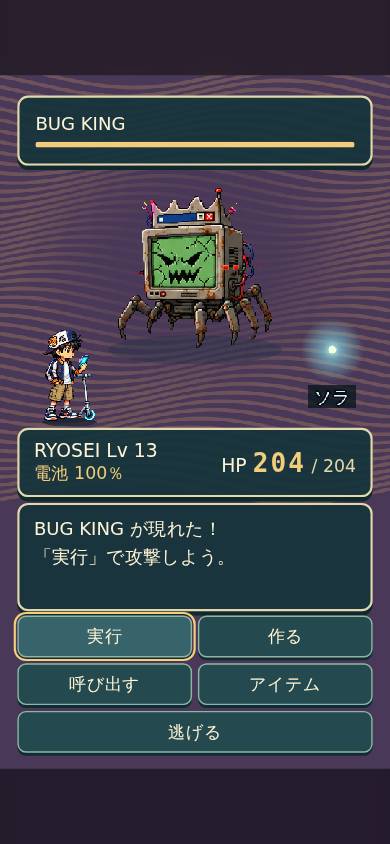 BUG KING
ソラ
RYOSEI Lv 13
電池 100％
HP 204 / 204
BUG KING が現れた！
「実行」で攻撃しよう。
実行
作る
呼び出す
アイテム
逃げる